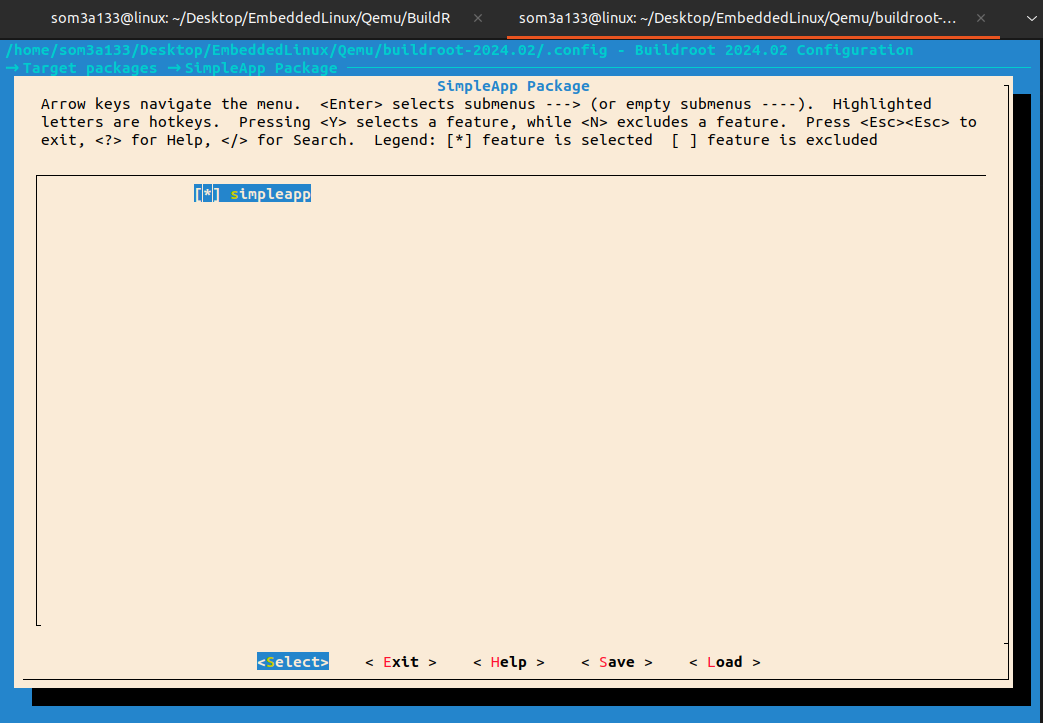 som3a133@linux: ~/Desktop/EmbeddedLinux/Qemu/BuildR × som3a133@linux: ~/Desktop/EmbeddedLinux/Qemu/buildroot-... ×
/home/som3a133/Desktop/EmbeddedLinux/Qemu/buildroot-2024.02/.config - Buildroot 2024.02 Configuration
→ Target packages → SimpleApp Package
SimpleApp Package
Arrow keys navigate the menu.  <Enter> selects submenus ---> (or empty submenus ----).  Highlighted
letters are hotkeys.  Pressing <Y> selects a feature, while <N> excludes a feature.  Press <Esc><Esc> to
exit, <?> for Help, </> for Search.  Legend: [*] feature is selected  [ ] feature is excluded
[*] simpleapp
<Select>    < Exit >    < Help >    < Save >    < Load >